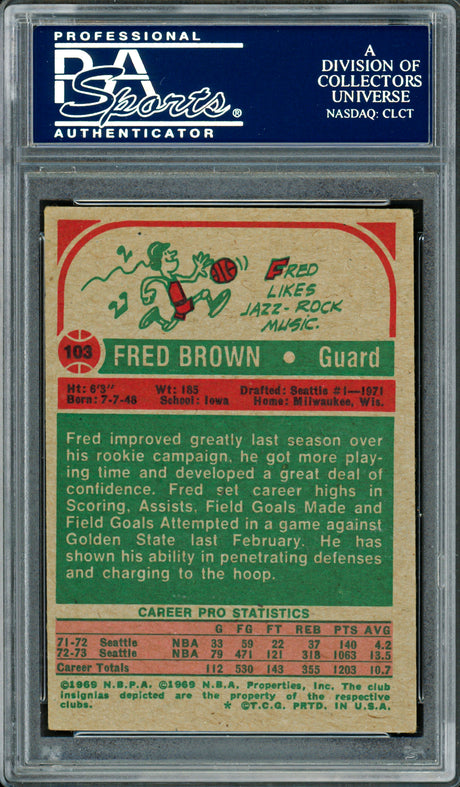 PROFESSIONAL
PSA
Sports®
AUTHENTICATOR
A
DIVISION OF
COLLECTORS
UNIVERSE
NASDAQ: CLCT
FRED
LIKES
JAZZ-ROCK
MUSIC.
103 FRED BROWN • Guard
Ht: 6'3" Wt: 185 Drafted: Seattle #1—1971
Born: 7-7-48 School: Iowa Home: Milwaukee, Wis.
Fred improved greatly last season over
his rookie campaign, he got more play-
ing time and developed a great deal of
confidence. Fred set career highs in
Scoring, Assists, Field Goals Made and
Field Goals Attempted in a game against
Golden State last February. He has
shown his ability in penetrating defenses
and charging to the hoop.
CAREER PRO STATISTICS
G FG FT REB PTS AVG
71-72 Seattle NBA 33 59 22 37 140 4.2
72-73 Seattle NBA 79 471 121 318 1063 13.5
Career Totals 112 530 143 355 1203 10.7
©1969 N.B.P.A. ©1969 N.B.A. Properties, Inc. The club
insignias depicted are the property of the respective
clubs. * ©T.C.G. PRTD. IN U.S.A.